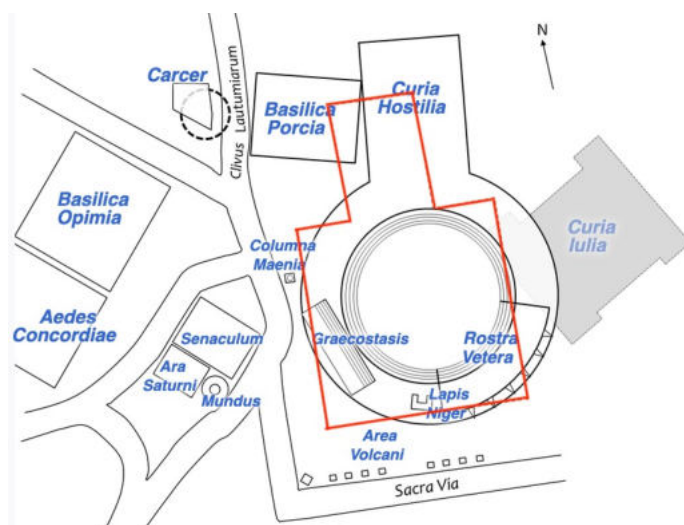 N
Carcer
Clivus Lautumiarum
Basilica
Porcia
Curia
Hostilia
Basilica
Opimia
Curia
Iulia
Columna
Maenia
Aedes
Concordiae
Senaculum
Graecostasis
Rostra
Vetera
Ara
Saturni
Mundus
Lapis
Niger
Area
Volcani
Sacra Via